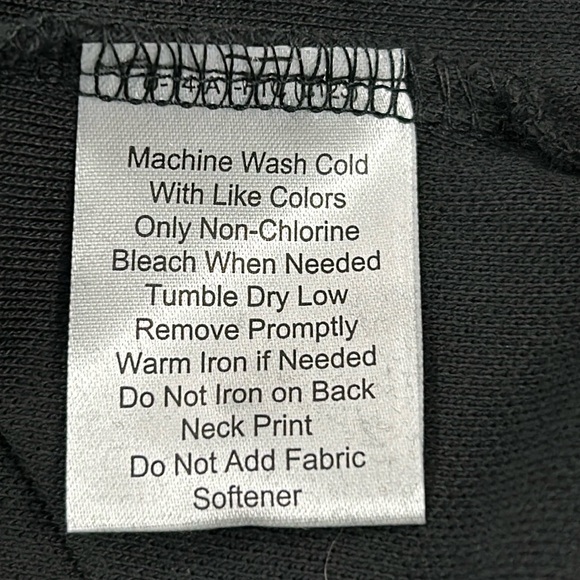 Machine Wash Cold
With Like Colors
Only Non-Chlorine
Bleach When Needed
Tumble Dry Low
Remove Promptly
Warm Iron if Needed
Do Not Iron on Back
Neck Print
Do Not Add Fabric
Softener